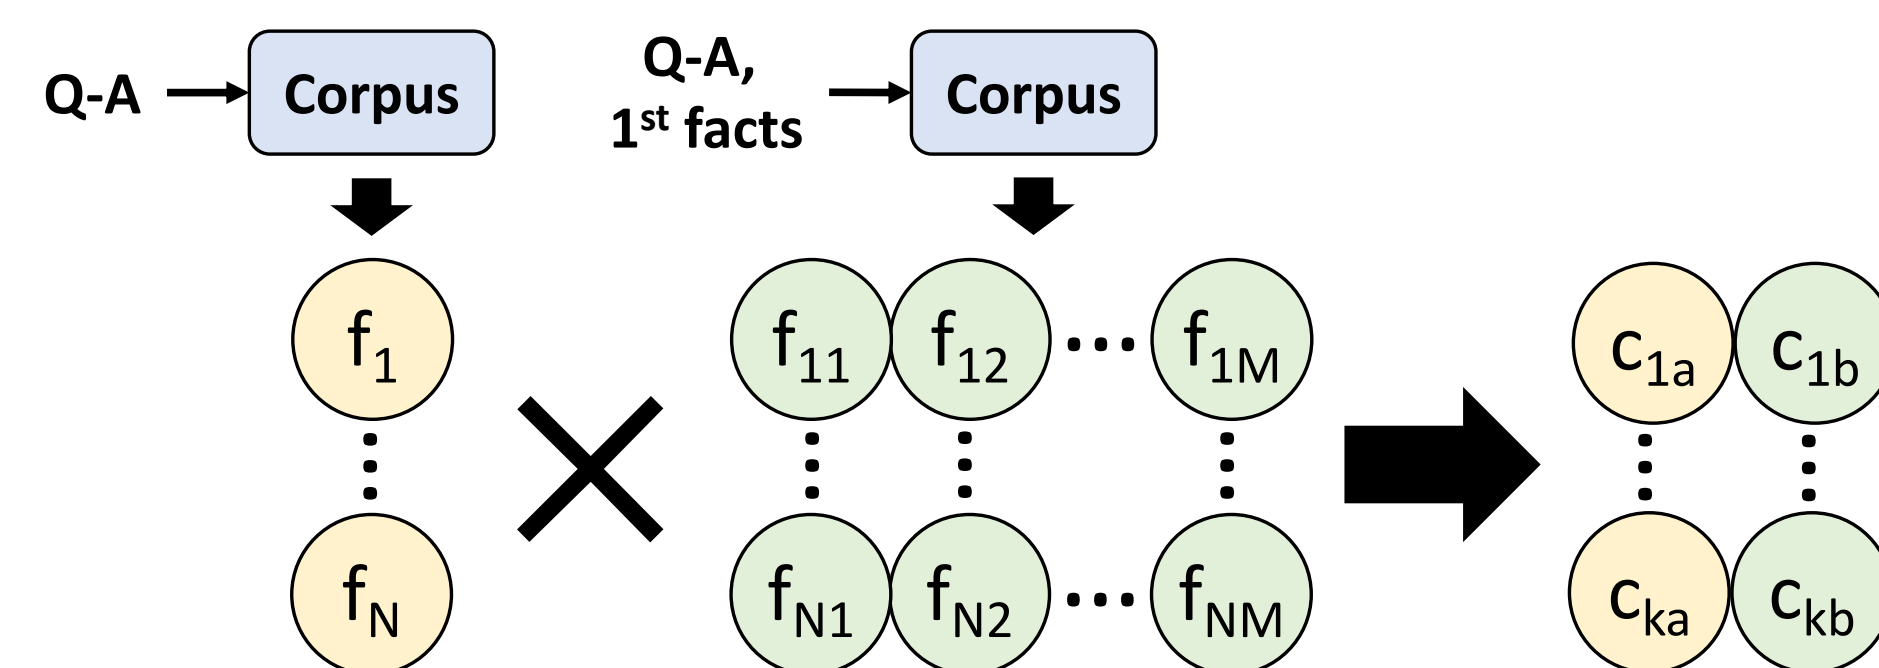 Q-A
Corpus
Q-A,
1st facts
Corpus
f1
f11
f12
...
f1M
c1a
c1b
fN
fN1
fN2
...
fNM
cka
ckb